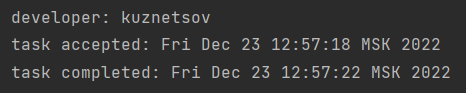 developer: kuznetsov
task accepted: Fri Dec 23 12:57:18 MSK 2022
task completed: Fri Dec 23 12:57:22 MSK 2022